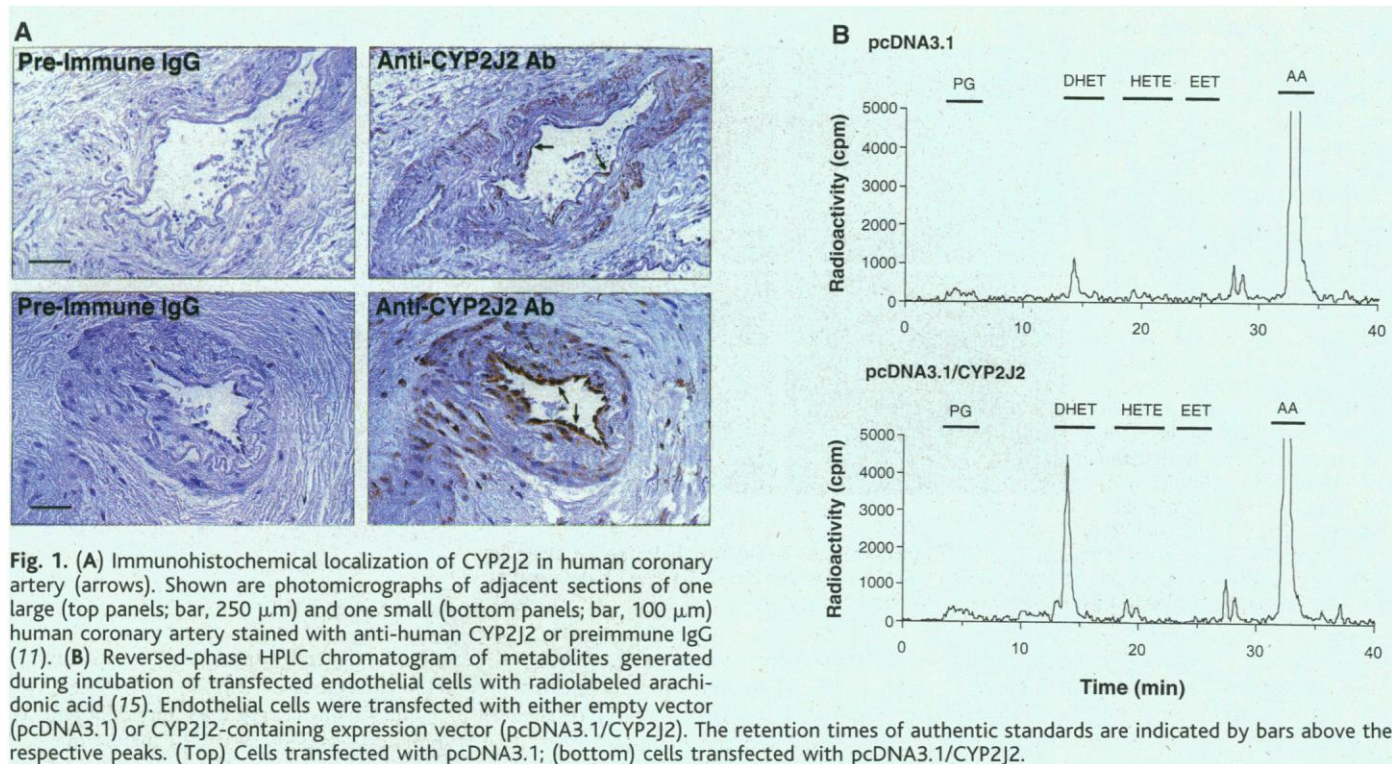 A
Pre-Immune IgG
Anti-CYP2J2 Ab
Pre-Immune IgG
Anti-CYP2J2 Ab
B
pcDNA3.1
PG
DHET
HETE
EET
AA
Radioactivity (cpm)
5000
4000
3000
2000
1000
0
0 10 20 30 40
pcDNA3.1/CYP2J2
PG
DHET
HETE
EET
AA
Radioactivity (cpm)
5000
4000
3000
2000
1000
0
0 10 20 30 40
Time (min)
Fig. 1. (A) Immunohistochemical localization of CYP2J2 in human coronary
artery (arrows). Shown are photomicrographs of adjacent sections of one
large (top panels; bar, 250 μm) and one small (bottom panels; bar, 100 μm)
human coronary artery stained with anti-human CYP2J2 or preimmune IgG
(11). (B) Reversed-phase HPLC chromatogram of metabolites generated
during incubation of transfected endothelial cells with radiolabeled arachi-
donic acid (15). Endothelial cells were transfected with either empty vector
(pcDNA3.1) or CYP2J2-containing expression vector (pcDNA3.1/CYP2J2). The retention times of authentic standards are indicated by bars above the
respective peaks. (Top) Cells transfected with pcDNA3.1; (bottom) cells transfected with pcDNA3.1/CYP2J2.